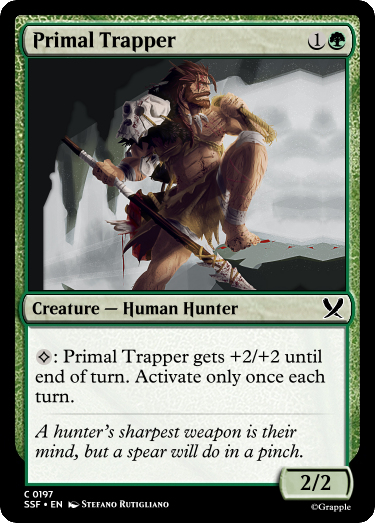 Primal Trapper 1
Creature — Human Hunter
: Primal Trapper gets +2/+2 until
end of turn. Activate only once each
turn.
A hunter's sharpest weapon is their
mind, but a spear will do in a pinch.
2/2
C 0197
SSF • EN Stefano Rutigliano
©Grapple